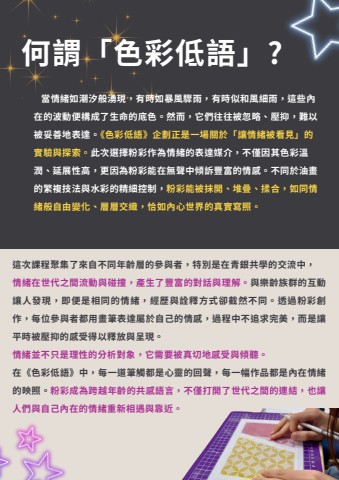 何謂「色彩低語」?
當情緒如潮汐般湧現，有時如暴風驟雨，有時似和風細雨，這些內
在的波動便構成了生命的底色。然而，它們往往被忽略、壓抑，難以
被妥善地表達。《色彩低語》企劃正是一場關於「讓情緒被看見」的
實驗與探索。此次選擇粉彩作為情緒的表達媒介，不僅因其色彩溫
潤、延展性高，更因為粉彩能在無聲中傾訴豐富的情感。不同於油畫
的繁複技法與水彩的精細控制，粉彩能被抹開、堆疊、揉合，如同情
緒般自由變化、層層交織，恰如內心世界的真實寫照。
這次課程聚集了來自不同年齡層的參與者，特別是在青銀共學的交流中，
情緒在世代之間流動與碰撞，產生了豐富的對話與理解。與樂齡族群的互動
讓人發現，即便是相同的情緒，經歷與詮釋方式卻截然不同。透過粉彩創
作，每位參與者都用畫筆表達屬於自己的情感，過程中不追求完美，而是讓
平時被壓抑的感受得以釋放與呈現。
情緒並不只是理性的分析對象，它需要被真切地感受與傾聽。
在《色彩低語》中，每一道筆觸都是心靈的回聲，每一幅作品都是內在情緒
的映照。粉彩成為跨越年齡的共感語言，不僅打開了世代之間的連結，也讓
人們與自己內在的情緒重新相遇與靠近。